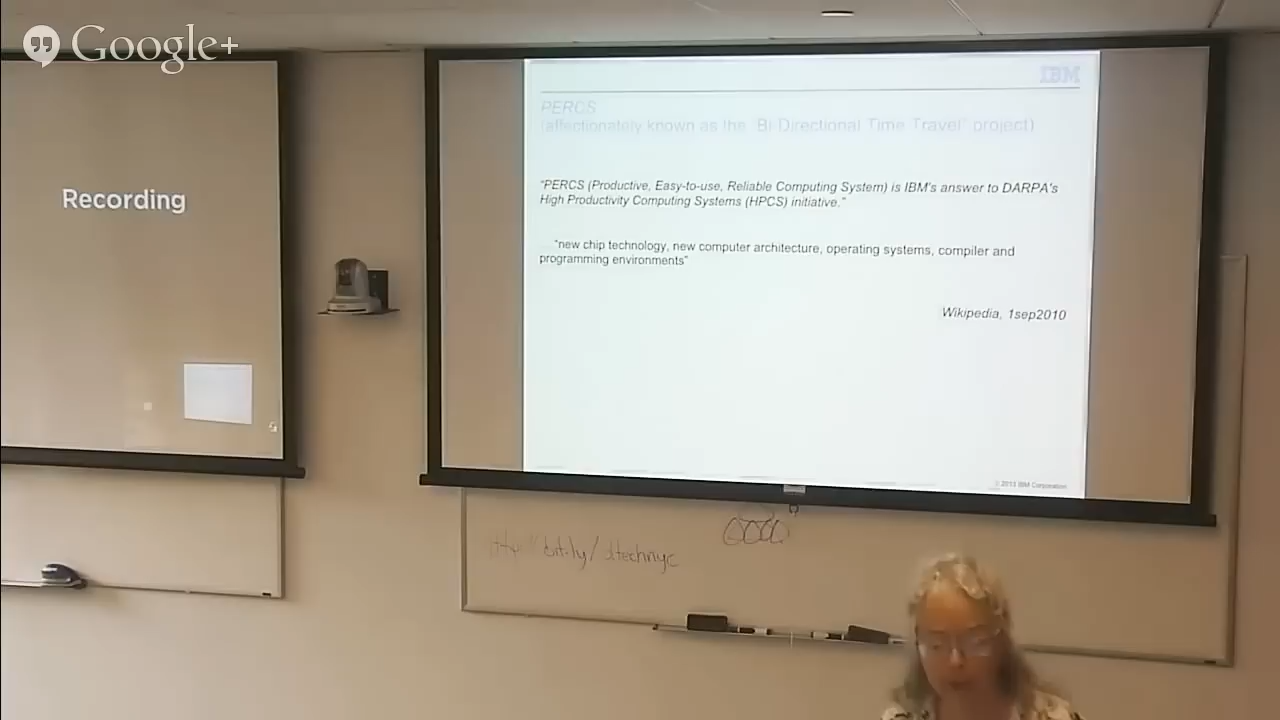 Google+
Recording
IBM
PERCS
(affectionately known as the "Bi-Directional Time Travel" project)
"PERCS (Productive, Easy-to-use, Reliable Computing System) is IBM's answer to DARPA's
High Productivity Computing Systems (HPCS) initiative."
"new chip technology, new computer architecture, operating systems, compiler and
programming environments"
Wikipedia, 1sep2010
© 2013 IBM Corporation
bit.ly/dtechnyc